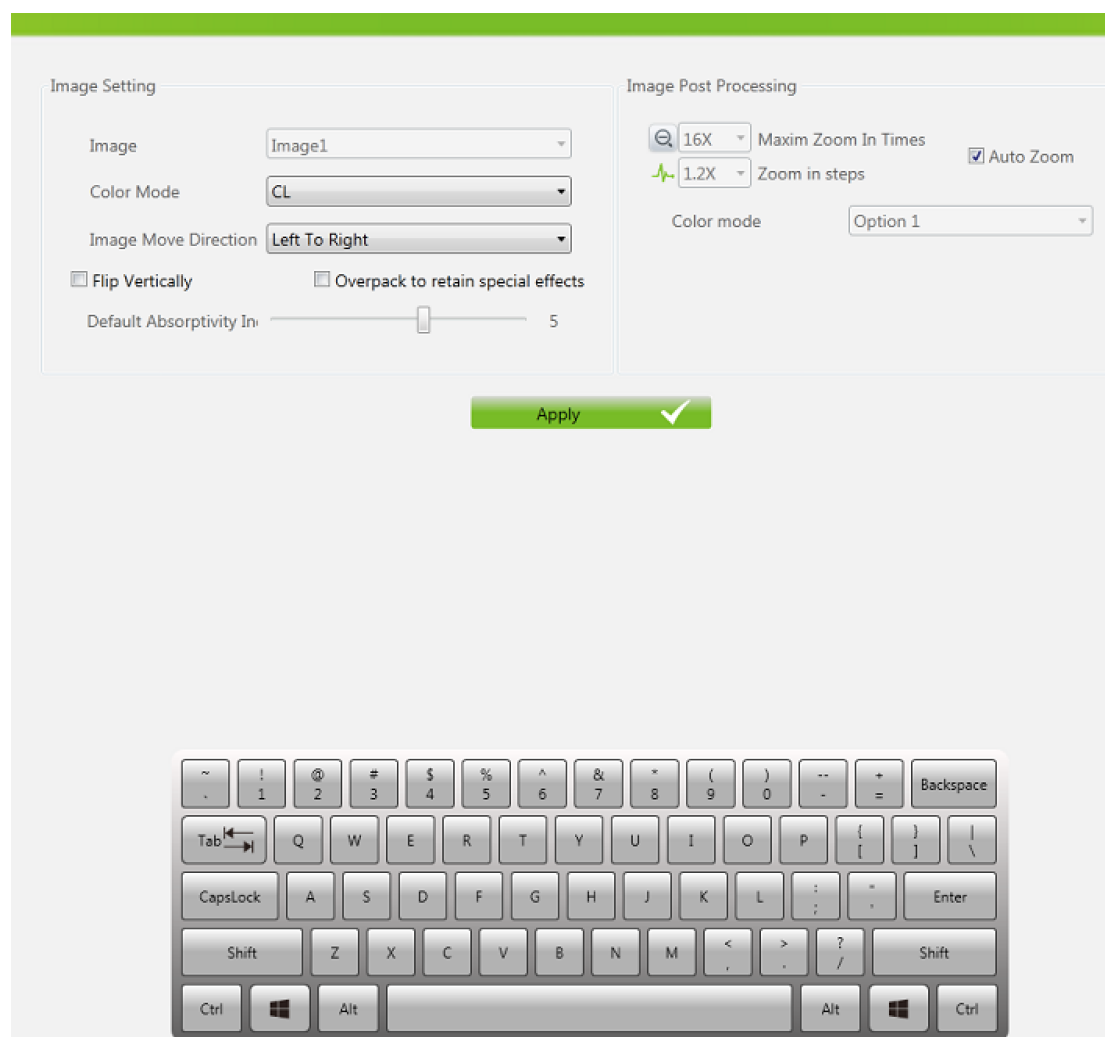 Image Setting
Image Image1
Color Mode CL
Image Move Direction Left To Right
Flip Vertically Overpack to retain special effects
Default Absorptivity In 5
Image Post Processing
16X Maxim Zoom In Times
Auto Zoom
1.2X Zoom in steps
Color mode Option 1
Apply
~ ! @ # $ % ^ & * ( ) -- +
. 1 2 3 4 5 6 7 8 9 0 - = Backspace
Tab Q W E R T Y U I O P { [ } ] | \
CapsLock A S D F G H J K L : ; " ' Enter
Shift Z X C V B N M < , > . ? / Shift
Ctrl Alt Alt Ctrl